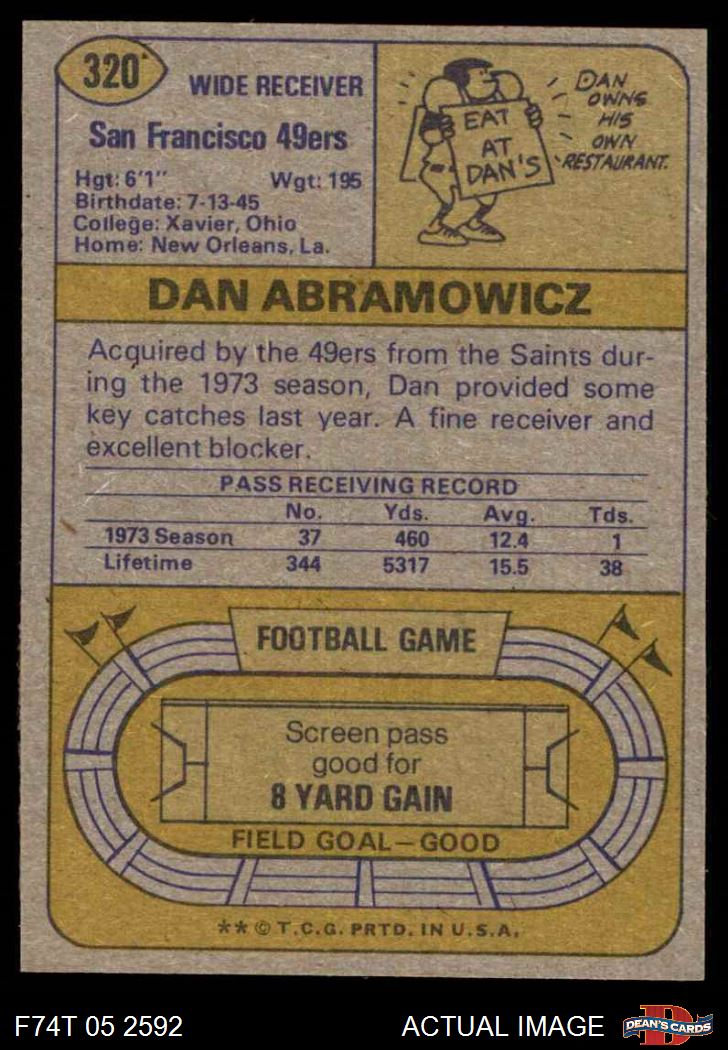 320
WIDE RECEIVER
San Francisco 49ers
Hgt: 6'1" Wgt: 195
Birthdate: 7-13-45
College: Xavier, Ohio
Home: New Orleans, La.
EAT
AT
DAN'S
DAN
OWNS
HIS
OWN
RESTAURANT.
DAN ABRAMOWICZ
Acquired by the 49ers from the Saints dur-
ing the 1973 season, Dan provided some
key catches last year. A fine receiver and
excellent blocker.
PASS RECEIVING RECORD
No. Yds. Avg. Tds.
1973 Season 37 460 12.4 1
Lifetime 344 5317 15.5 38
FOOTBALL GAME
Screen pass
good for
8 YARD GAIN
FIELD GOAL—GOOD
** © T.C.G. PRTD. IN U.S.A.
F74T 05 2592 ACTUAL IMAGE
D
DEAN'S CARDS